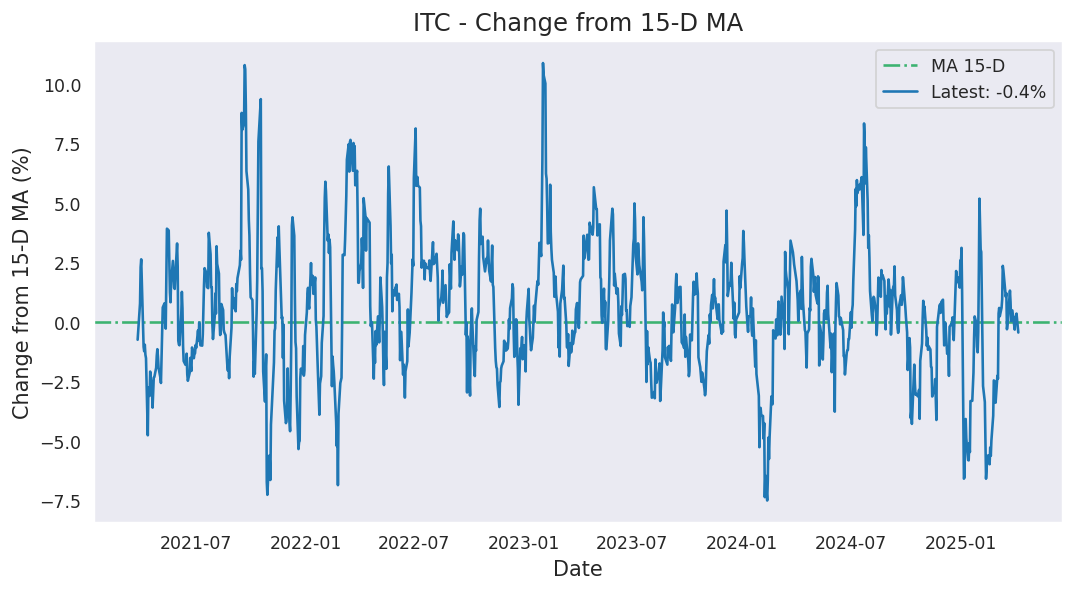 ITC - Change from 15-D MA
MA 15-D
Latest: -0.4%
Change from 15-D MA (%)
10.0
7.5
5.0
2.5
0.0
−2.5
−5.0
−7.5
2021-07 2022-01 2022-07 2023-01 2023-07 2024-01 2024-07 2025-01
Date